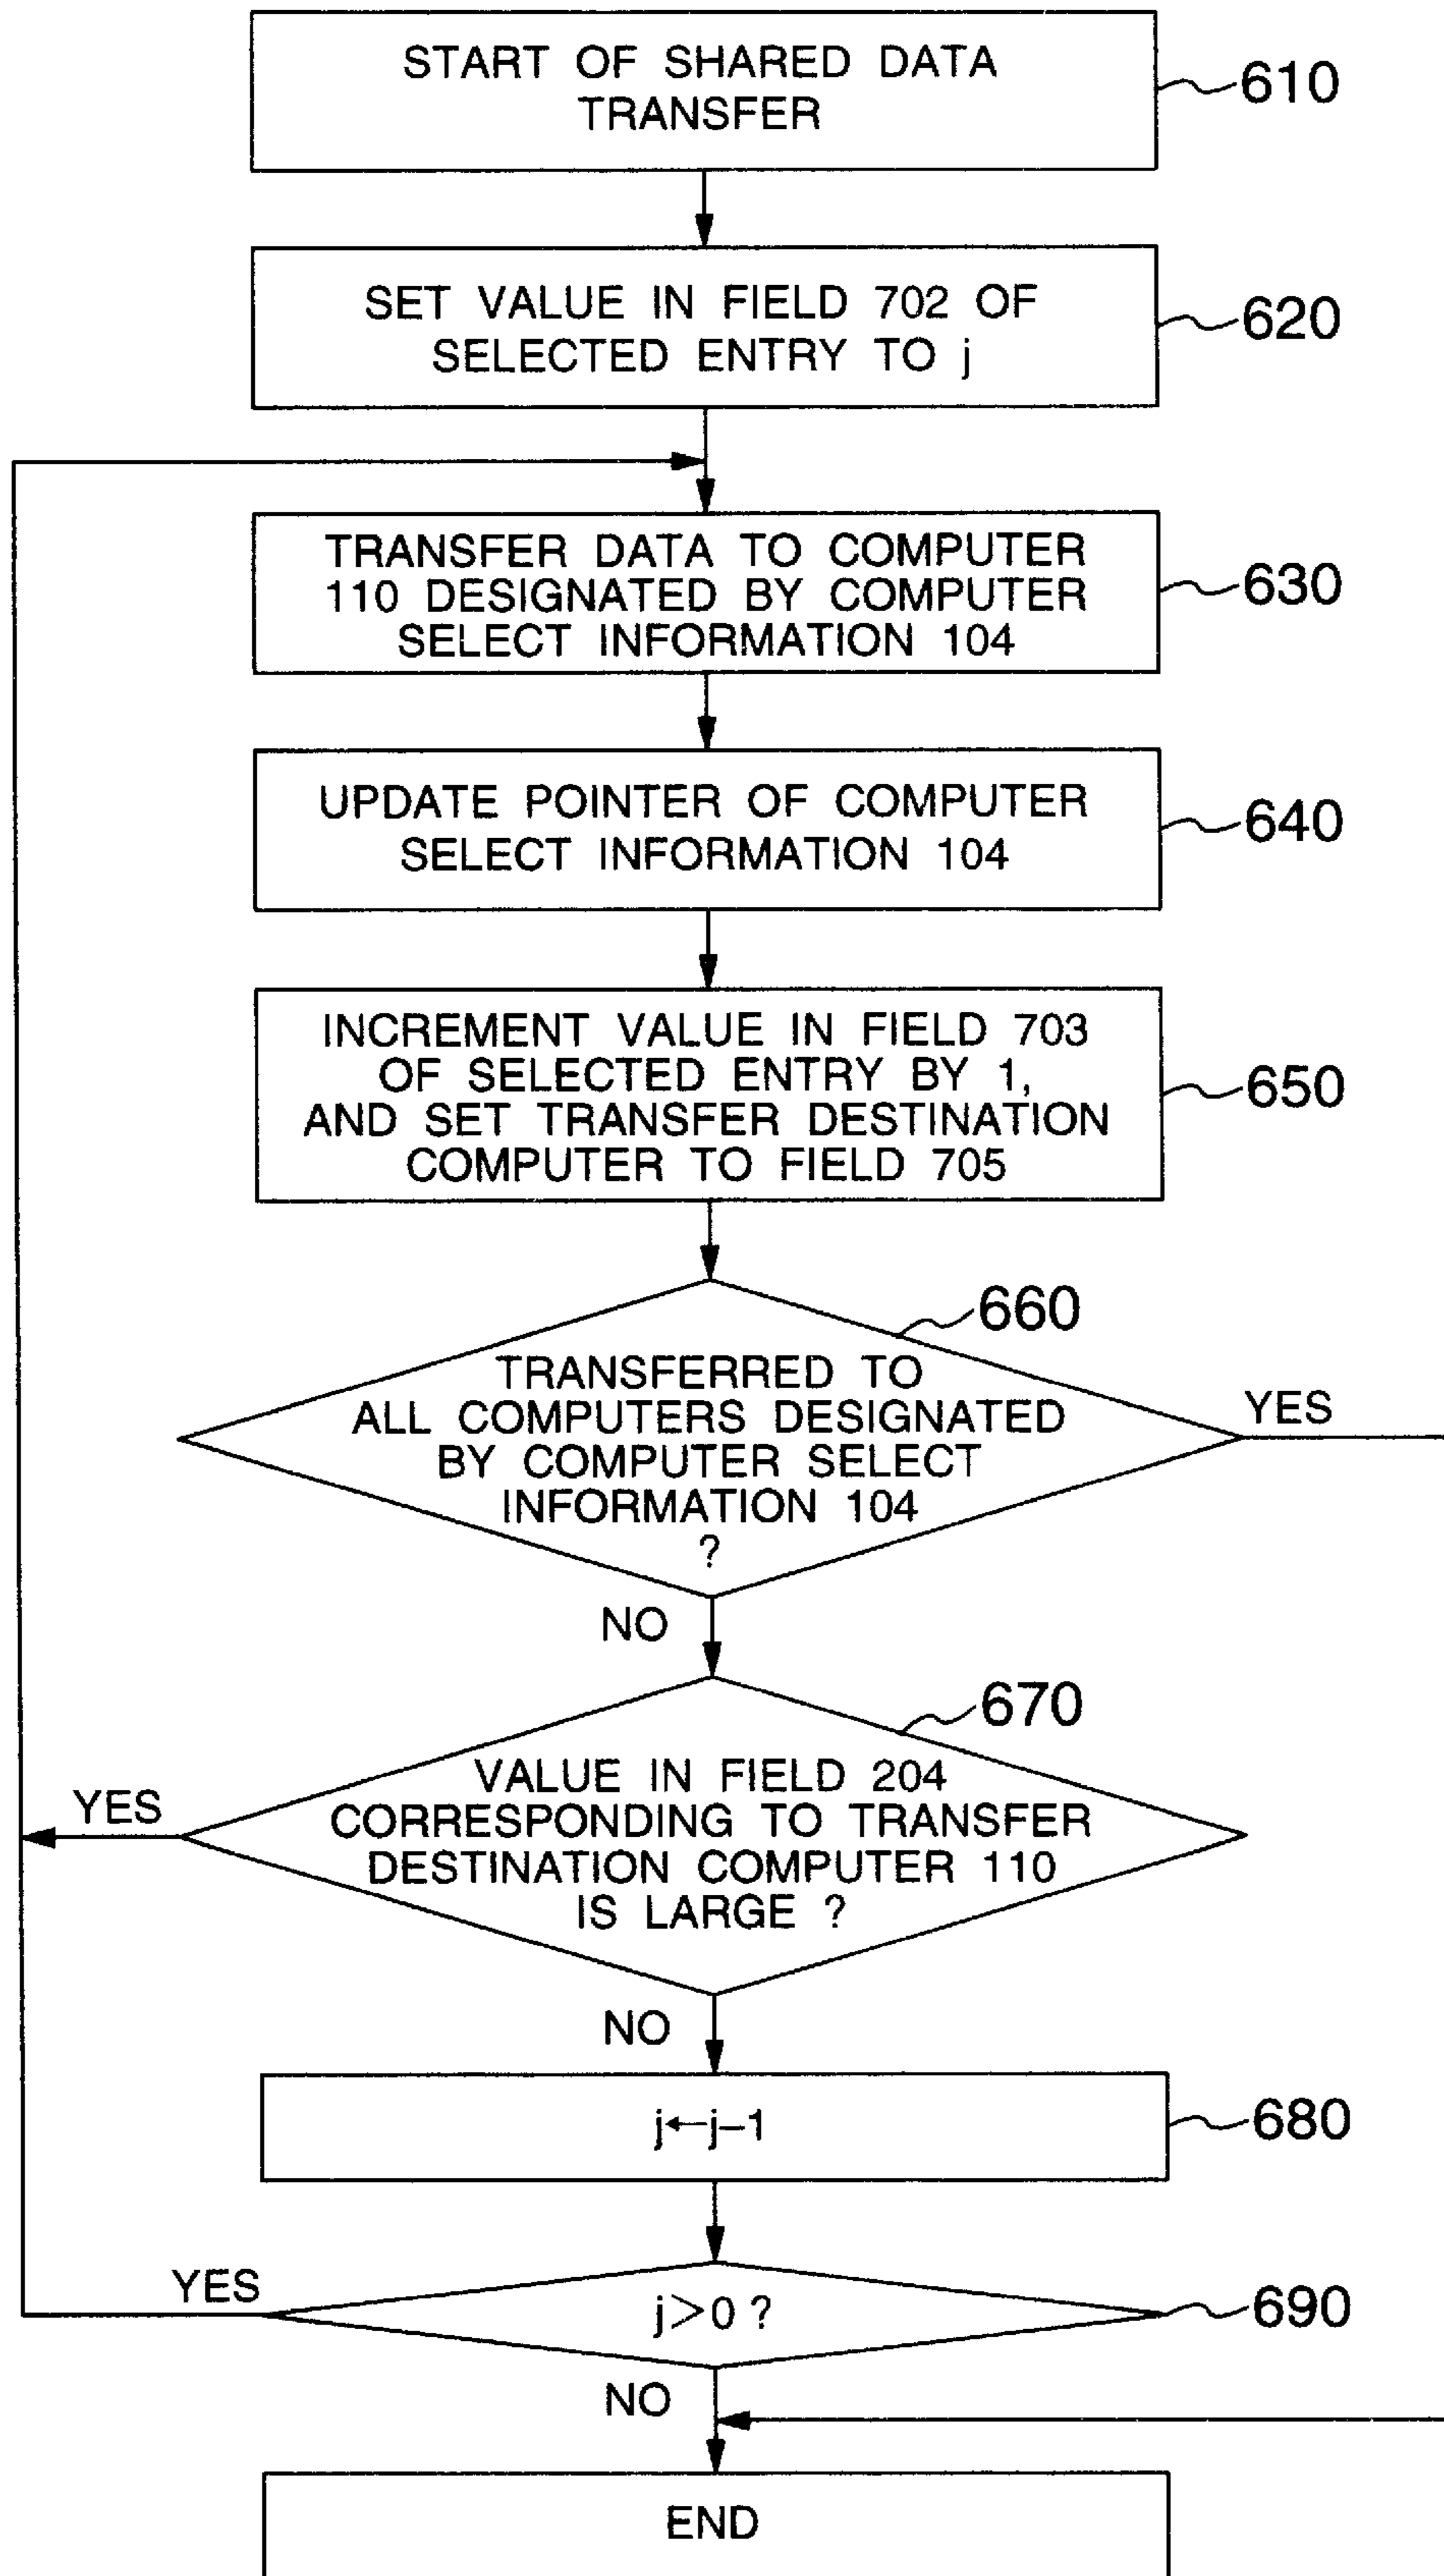 START OF SHARED DATA
TRANSFER
610
SET VALUE IN FIELD 702 OF
SELECTED ENTRY TO j
620
TRANSFER DATA TO COMPUTER
110 DESIGNATED BY COMPUTER
SELECT INFORMATION 104
630
UPDATE POINTER OF COMPUTER
SELECT INFORMATION 104
640
INCREMENT VALUE IN FIELD 703
OF SELECTED ENTRY BY 1,
AND SET TRANSFER DESTINATION
COMPUTER TO FIELD 705
650
660
TRANSFERRED TO
ALL COMPUTERS DESIGNATED
BY COMPUTER SELECT
INFORMATION 104
?
YES
NO
670
VALUE IN FIELD 204
CORRESPONDING TO TRANSFER
DESTINATION COMPUTER 110
IS LARGE ?
YES
NO
j←j−1
680
YES
j>0 ?
690
NO
END